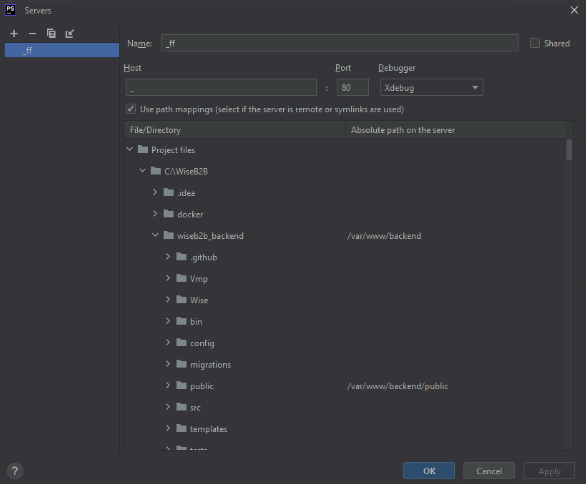 PS Servers
_ff
Name: _ff Shared
Host Port Debugger
_ : 80 Xdebug
Use path mappings (select if the server is remote or symlinks are used)
File/Directory Absolute path on the server
Project files
C:\WiseB2B
.idea
docker
wiseb2b_backend /var/www/backend
.github
Vmp
Wise
bin
config
migrations
public /var/www/backend/public
src
templates
tests
? OK Cancel Apply